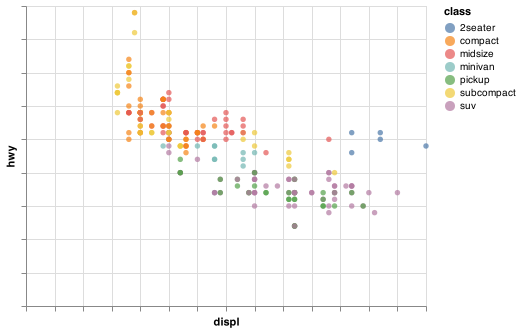 class
2seater
compact
midsize
minivan
pickup
subcompact
suv
hwy
displ